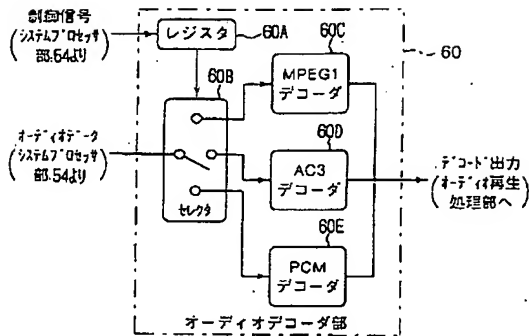 制御信号
(システムプロセッサ
部54より)
レジスタ
60A
60B
セレクタ
オーディオデータ
(システムプロセッサ
部54より)
60C
MPEG1
デコーダ
60D
AC3
デコーダ
60E
PCM
デコーダ
60
デコード出力
(オーディオ再生
処理部へ)
オーディオデコーダ部